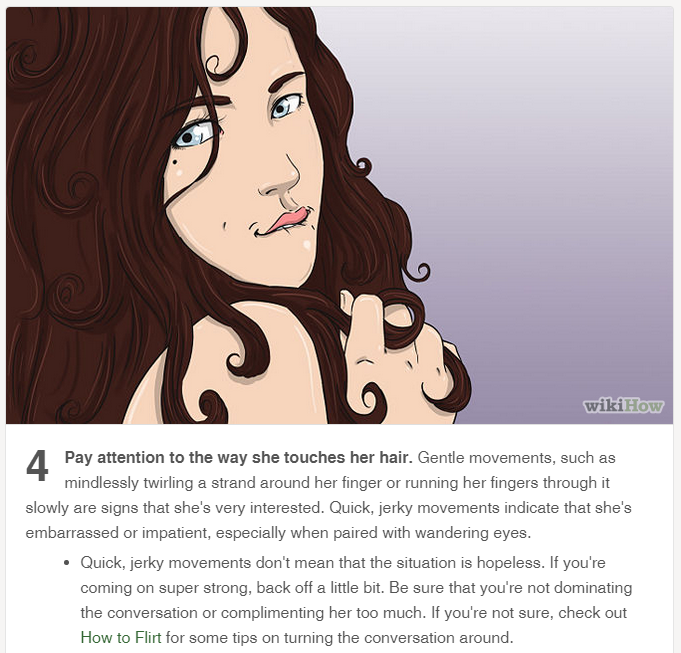 wikiHow
4 Pay attention to the way she touches her hair. Gentle movements, such as
mindlessly twirling a strand around her finger or running her fingers through it
slowly are signs that she's very interested. Quick, jerky movements indicate that she's
embarrassed or impatient, especially when paired with wandering eyes.
• Quick, jerky movements don't mean that the situation is hopeless. If you're
coming on super strong, back off a little bit. Be sure that you're not dominating
the conversation or complimenting her too much. If you're not sure, check out
How to Flirt for some tips on turning the conversation around.